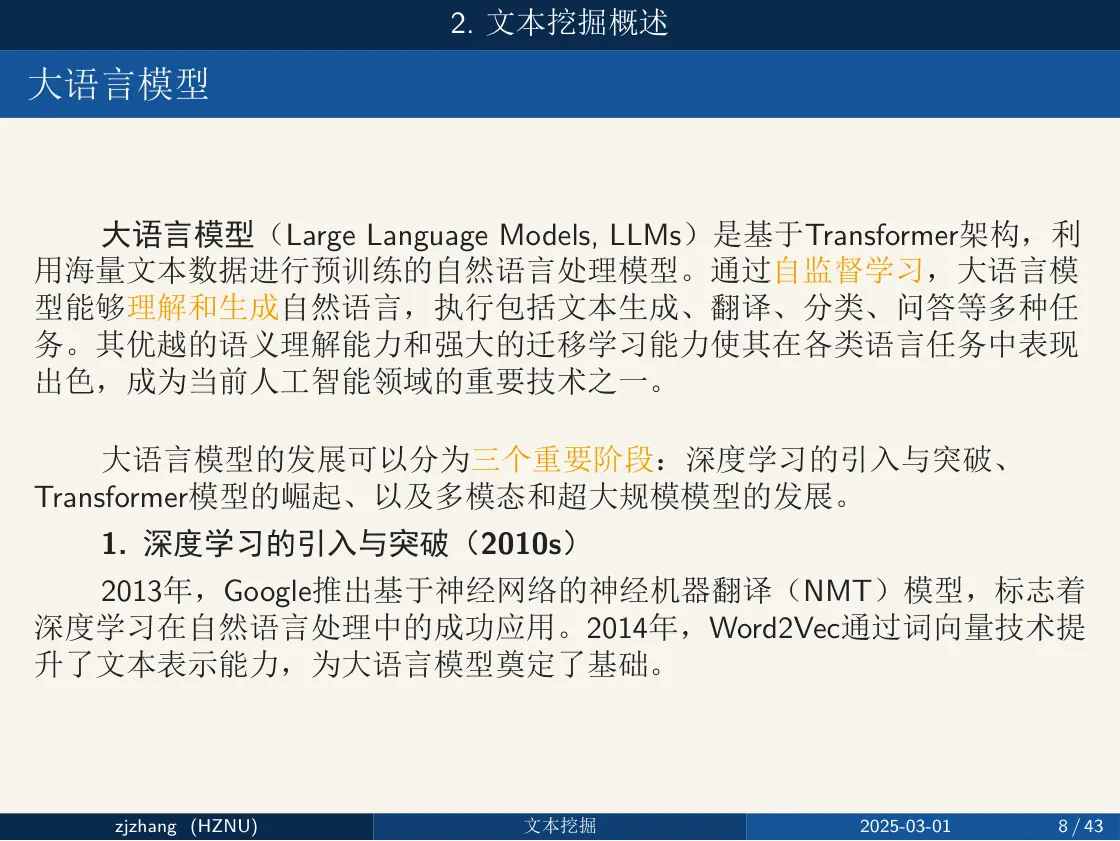 2. 文本挖掘概述
大语言模型
大语言模型（Large Language Models, LLMs）是基于Transformer架构，利
用海量文本数据进行预训练的自然语言处理模型。通过自监督学习，大语言模
型能够理解和生成自然语言，执行包括文本生成、翻译、分类、问答等多种任
务。其优越的语义理解能力和强大的迁移学习能力使其在各类语言任务中表现
出色，成为当前人工智能领域的重要技术之一。
大语言模型的发展可以分为三个重要阶段：深度学习的引入与突破、
Transformer模型的崛起、以及多模态和超大规模模型的发展。
1. 深度学习的引入与突破（2010s）
2013年，Google推出基于神经网络的神经机器翻译（NMT）模型，标志着
深度学习在自然语言处理中的成功应用。2014年，Word2Vec通过词向量技术提
升了文本表示能力，为大语言模型奠定了基础。
zjzhang (HZNU)
文本挖掘
2025-03-01
8 / 43